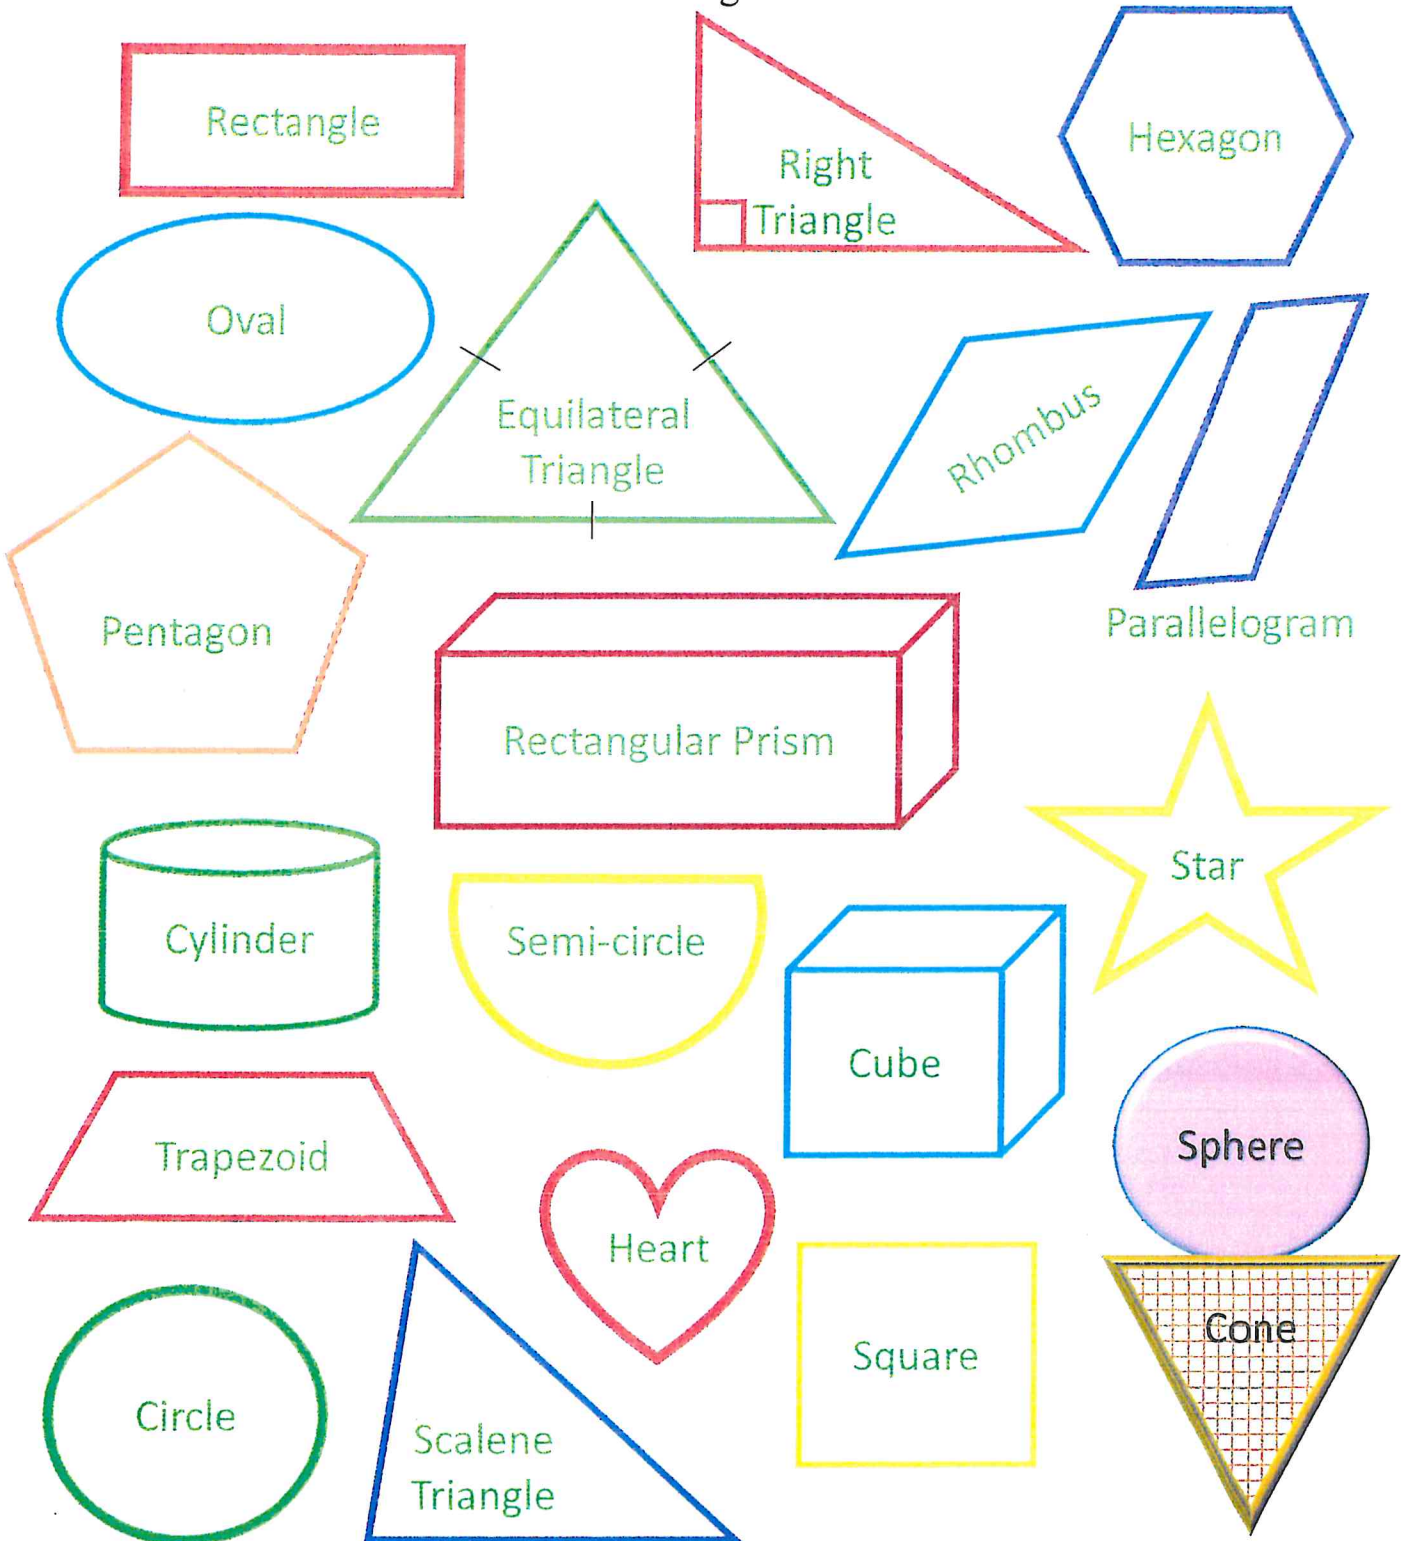 Rectangle
Right
Triangle
Hexagon
Oval
Equilateral
Triangle
Rhombus
Parallelogram
Pentagon
Rectangular Prism
Star
Cylinder
Semi-circle
Cube
Sphere
Trapezoid
Heart
Cone
Square
Circle
Scalene
Triangle